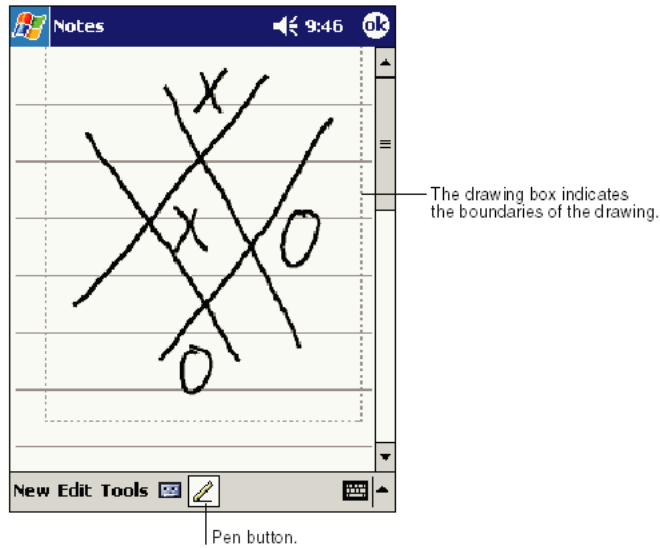 Notes 9:46 ok
X
X
O
O
The drawing box indicates
the boundaries of the drawing.
New Edit Tools
Pen button.